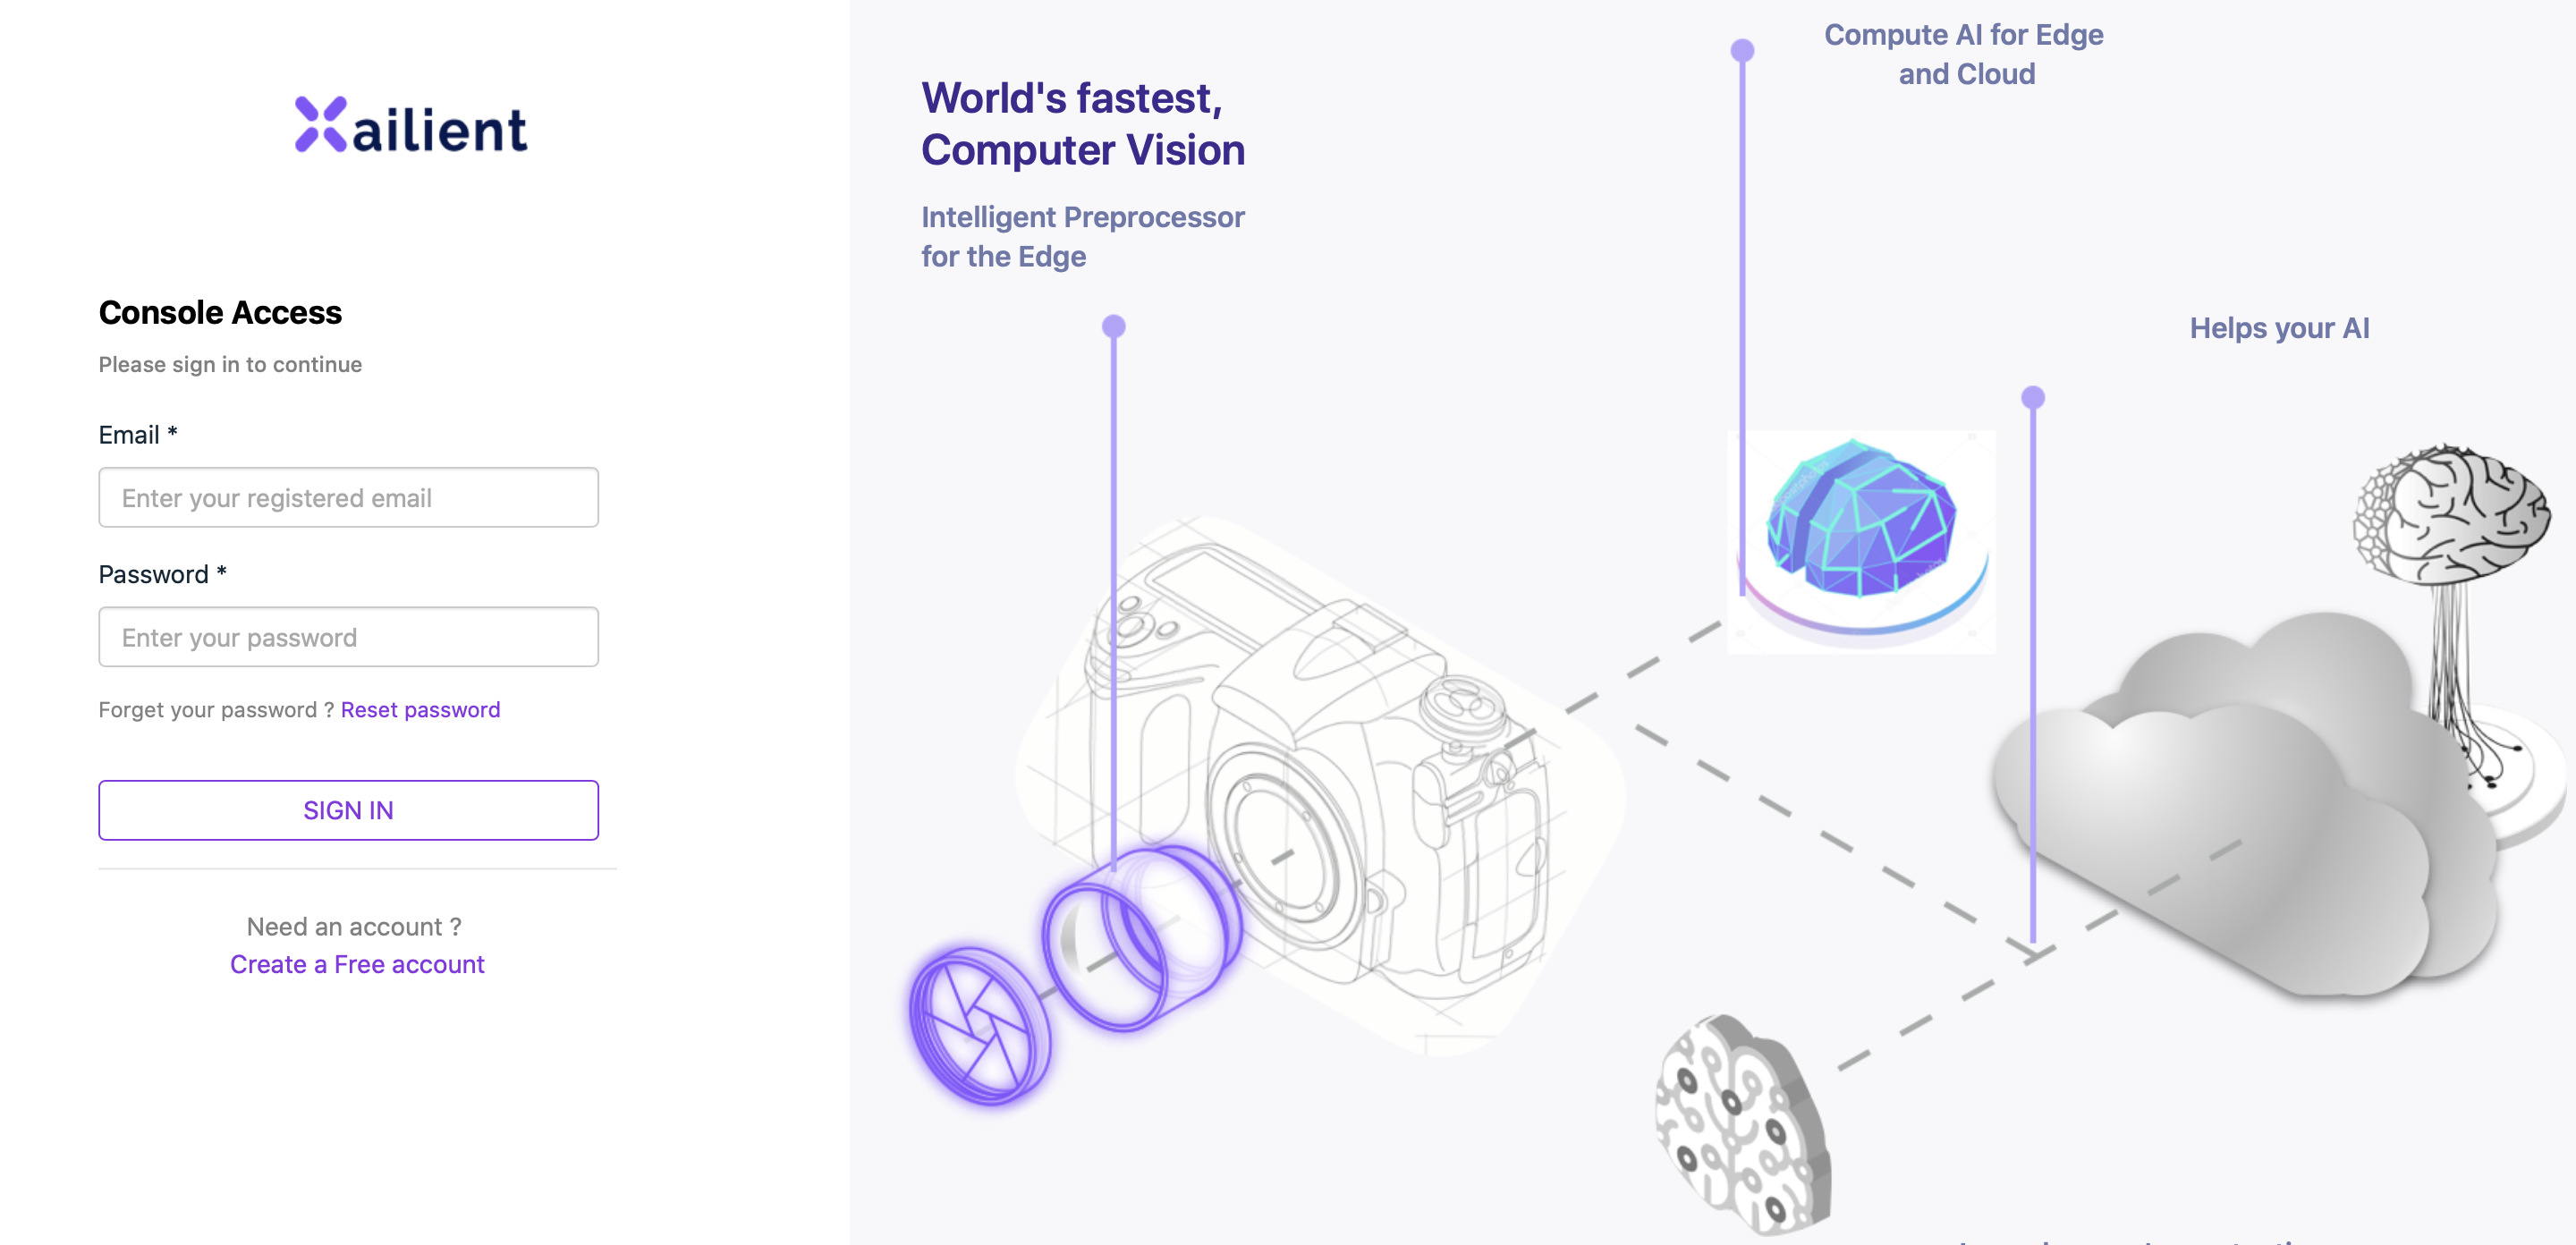 Xailient
Console Access
Please sign in to continue
Email *
Enter your registered email
Password *
Enter your password
Forget your password ? Reset password
SIGN IN
Need an account ?
Create a Free account
World's fastest,
Computer Vision
Intelligent Preprocessor
for the Edge
Compute AI for Edge
and Cloud
Helps your AI